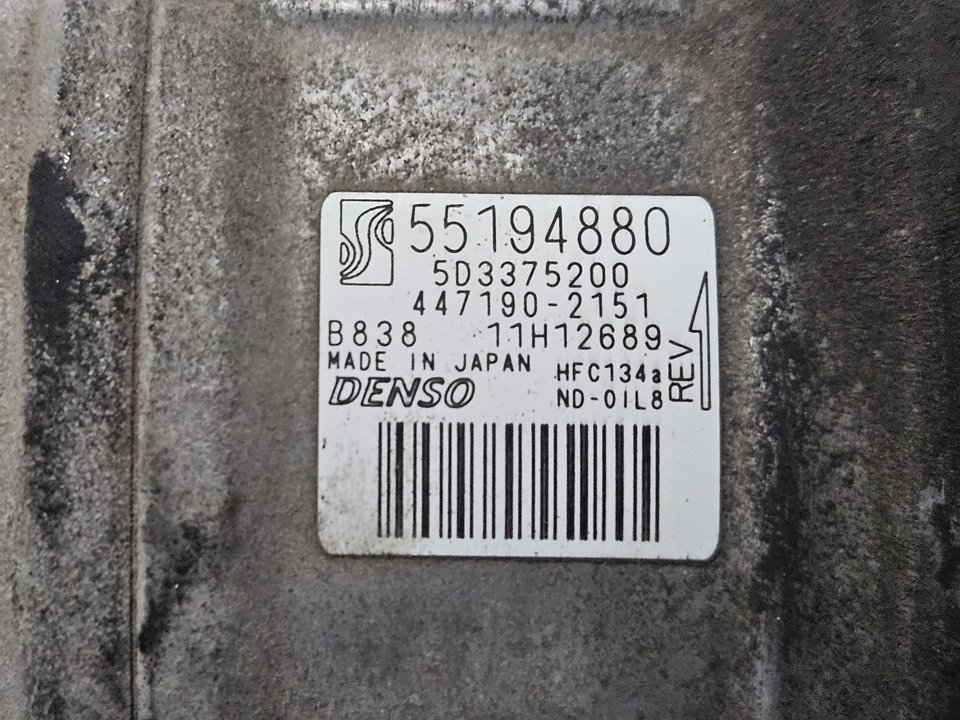 55194880
5D3375200
447190-2151
B838 11H12689
MADE IN JAPAN HFC134a
DENSO ND-OIL8
REV